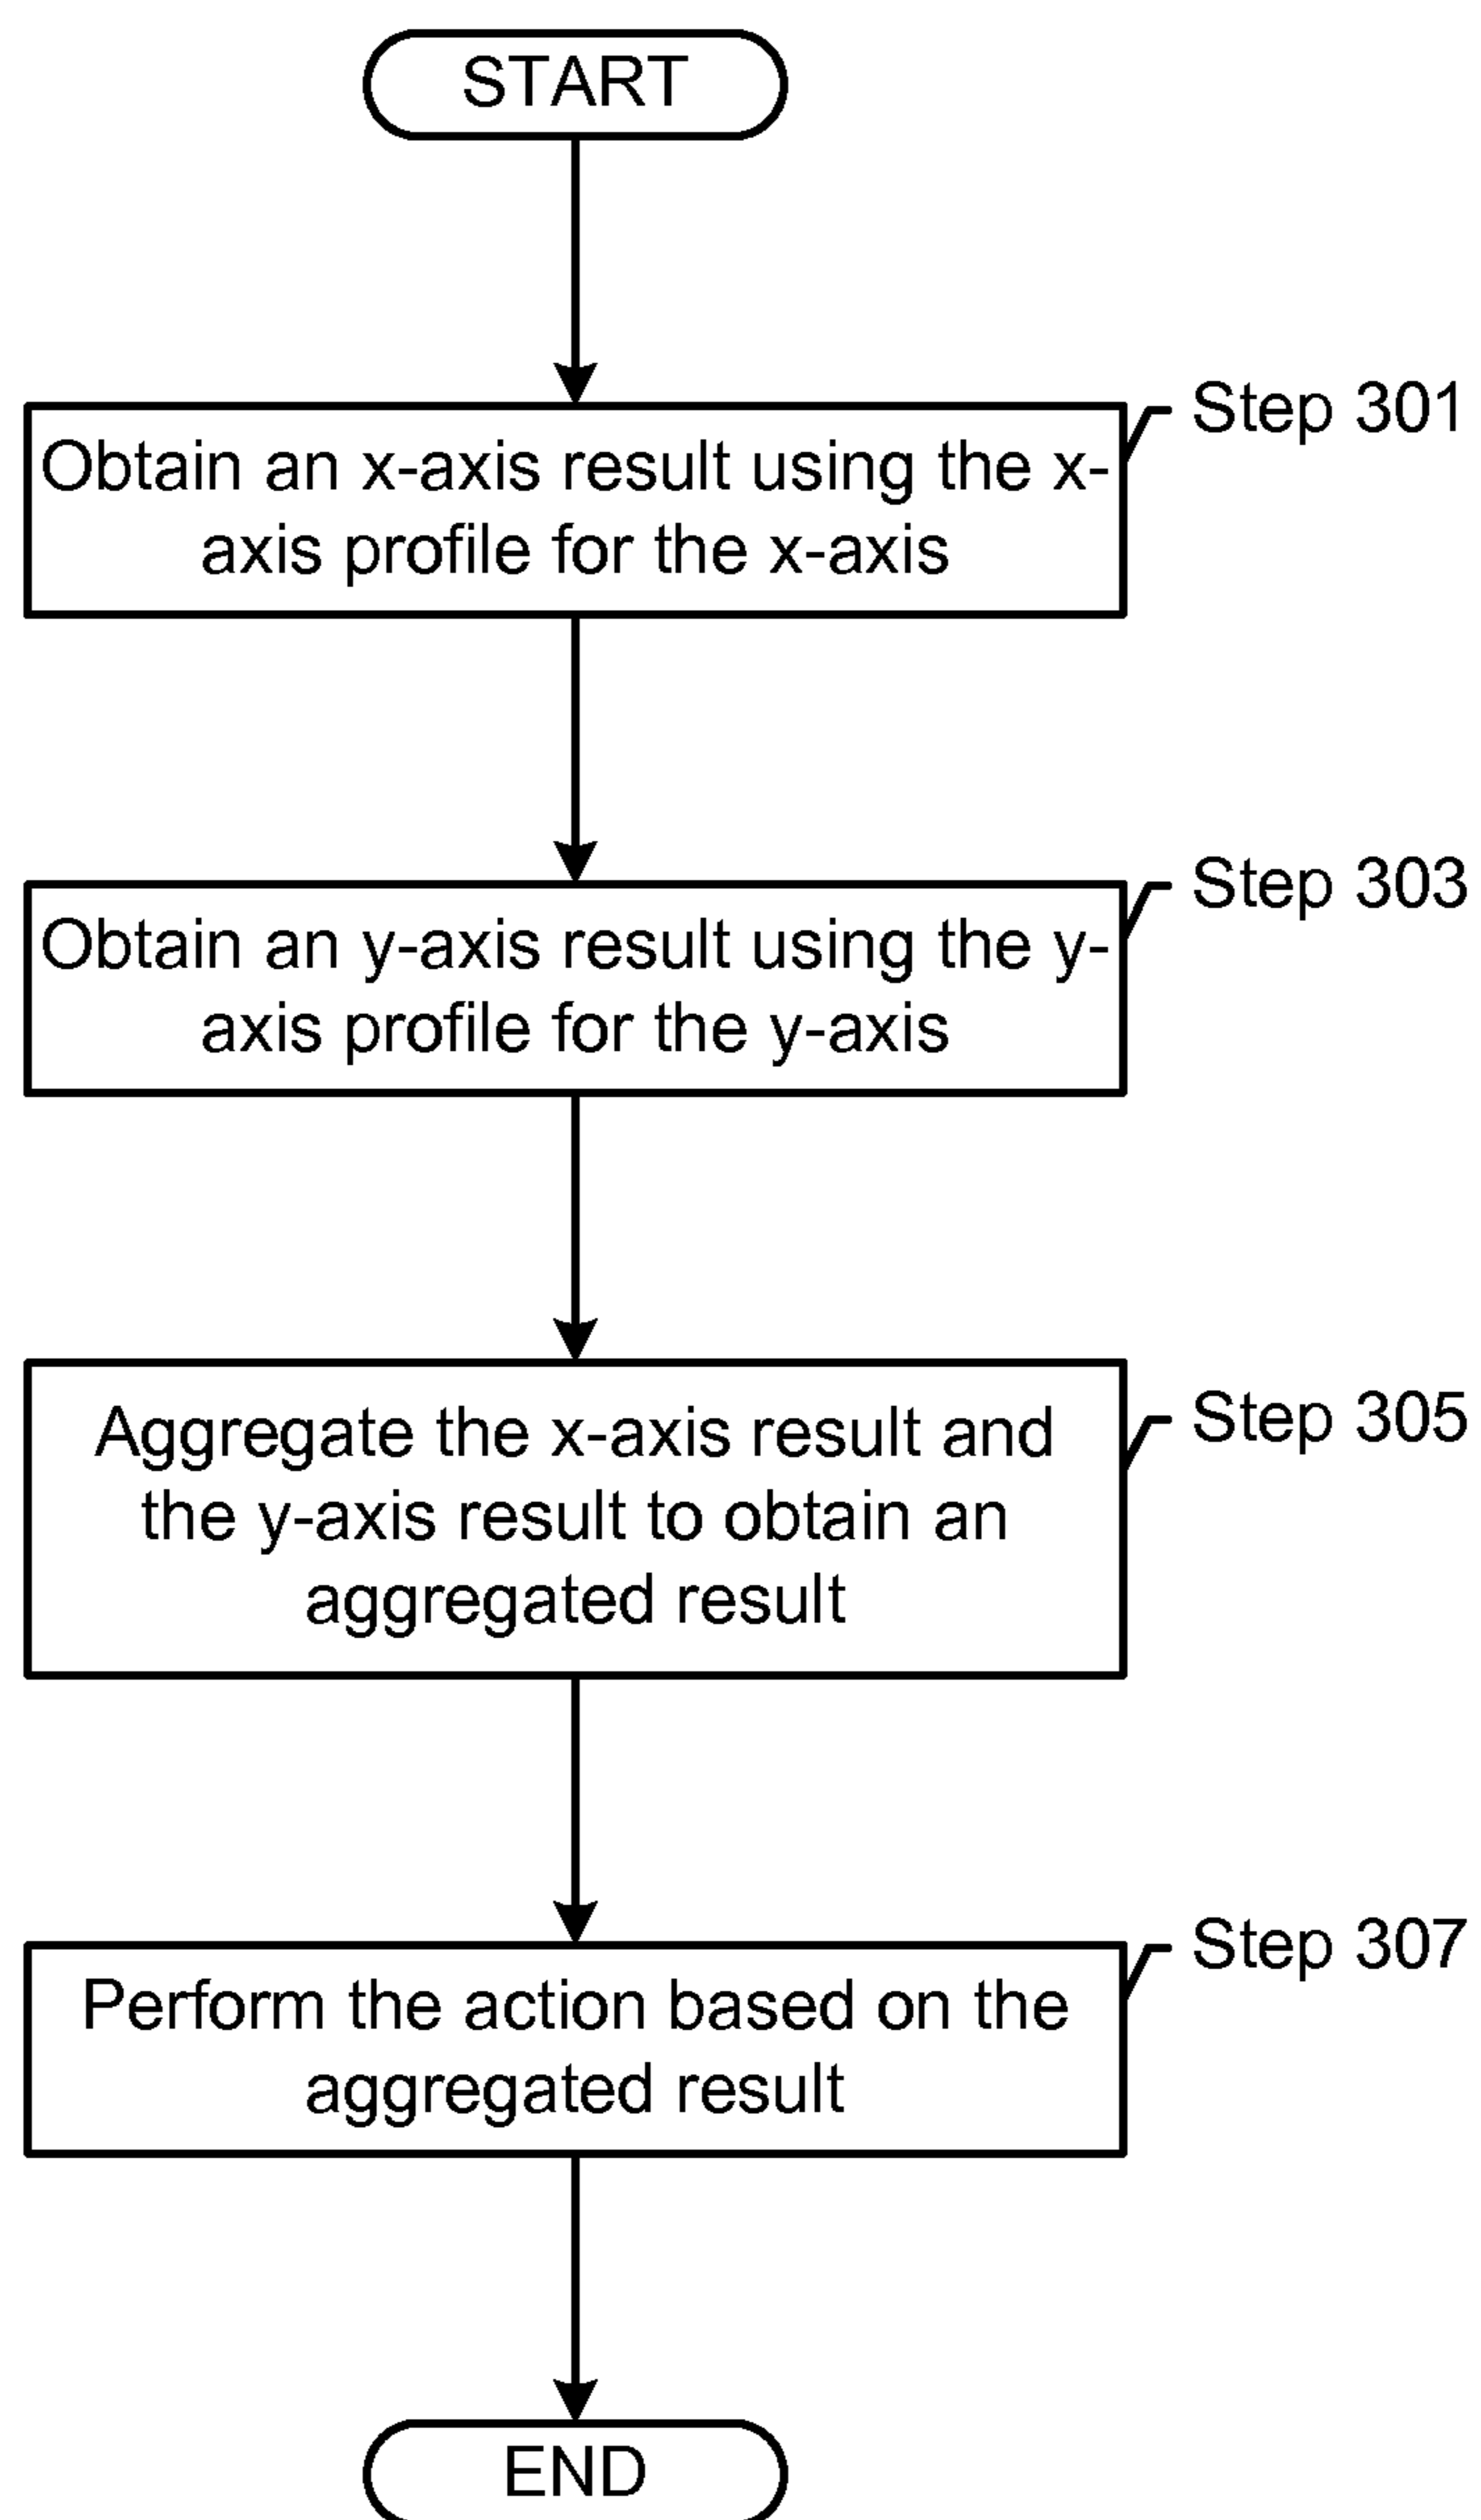 START
Step 301
Obtain an x-axis result using the x-
axis profile for the x-axis
Step 303
Obtain an y-axis result using the y-
axis profile for the y-axis
Step 305
Aggregate the x-axis result and
the y-axis result to obtain an
aggregated result
Step 307
Perform the action based on the
aggregated result
END